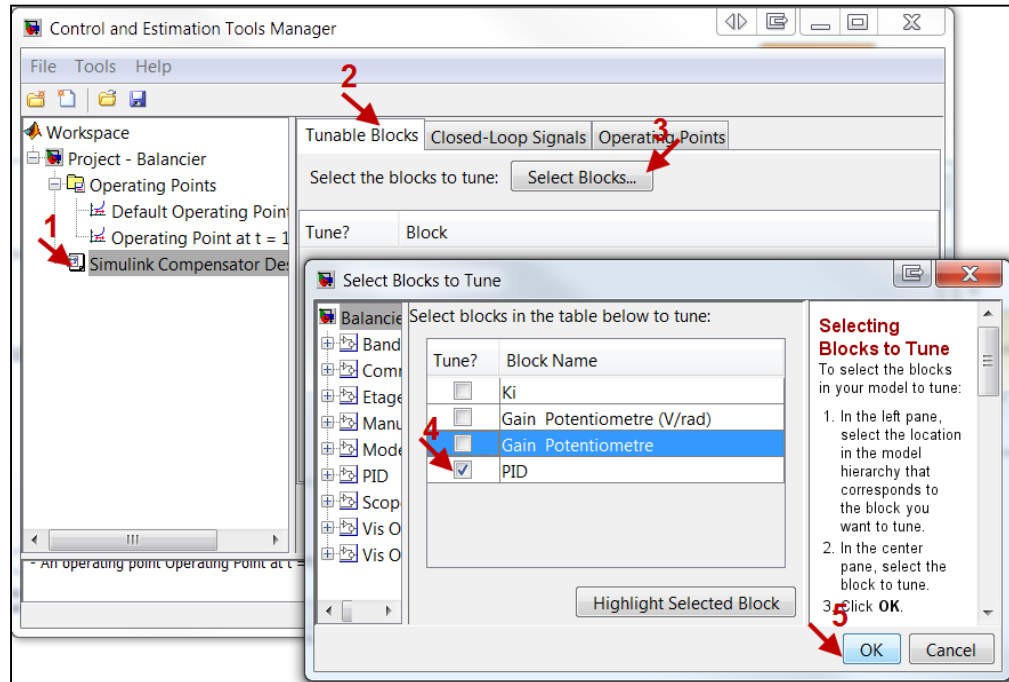 Control and Estimation Tools Manager
File Tools Help
2
Workspace
Project - Balancier
Operating Points
Default Operating Point
Operating Point at t = 1
1
Simulink Compensator Des
Tunable Blocks Closed-Loop Signals Operating Points
3
Select the blocks to tune: Select Blocks...
Tune? Block
- An operating point Operating Point at t =
Select Blocks to Tune
Balancie
Band
Comr
Etage
Manu
Mode
PID
Scop
Vis O
Vis O
Select blocks in the table below to tune:
Tune? Block Name
Ki
Gain Potentiometre (V/rad)
4
Gain Potentiometre
PID
Highlight Selected Block
Selecting
Blocks to Tune
To select the blocks
in your model to tune:
1. In the left pane,
select the location
in the model
hierarchy that
corresponds to
the block you
want to tune.
2. In the center
pane, select the
block to tune.
3. Click OK.
5
OK Cancel